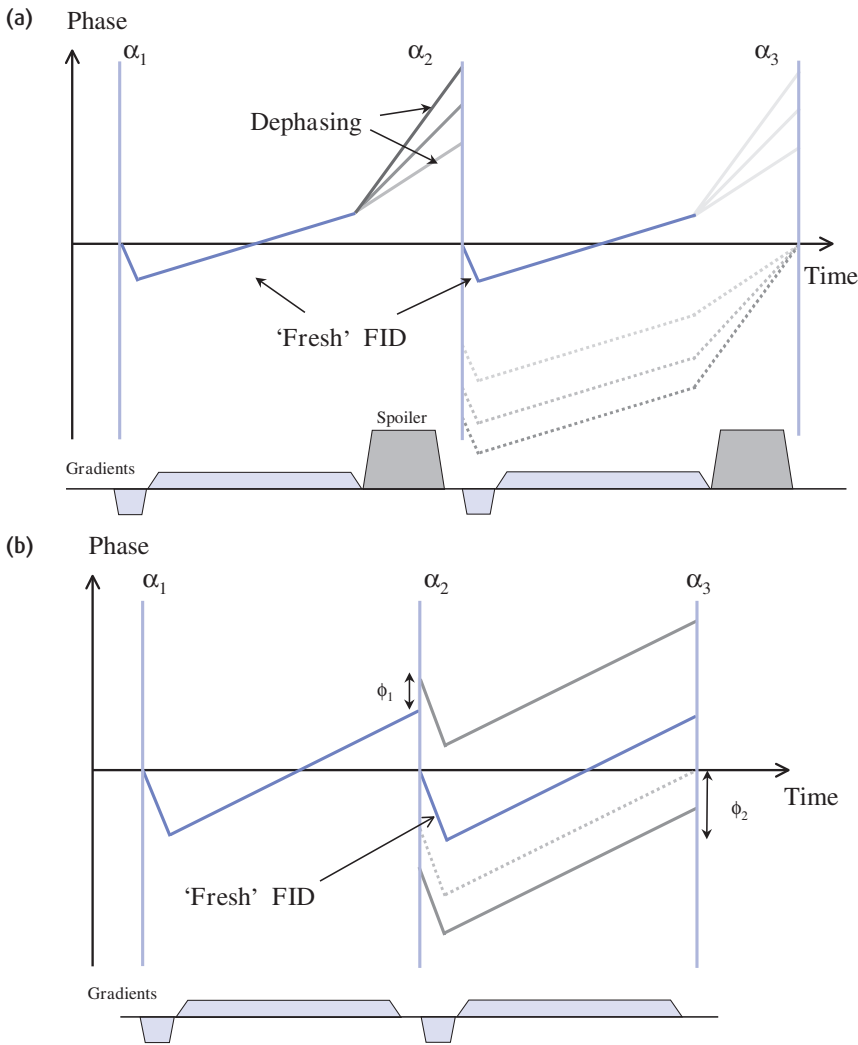 (a)
Phase
α₁ α₂ α₃
Dephasing
Time
‘Fresh’ FID
Spoiler
Gradients
(b)
Phase
α₁ α₂ α₃
ϕ₁
Time
ϕ₂
‘Fresh’ FID
Gradients